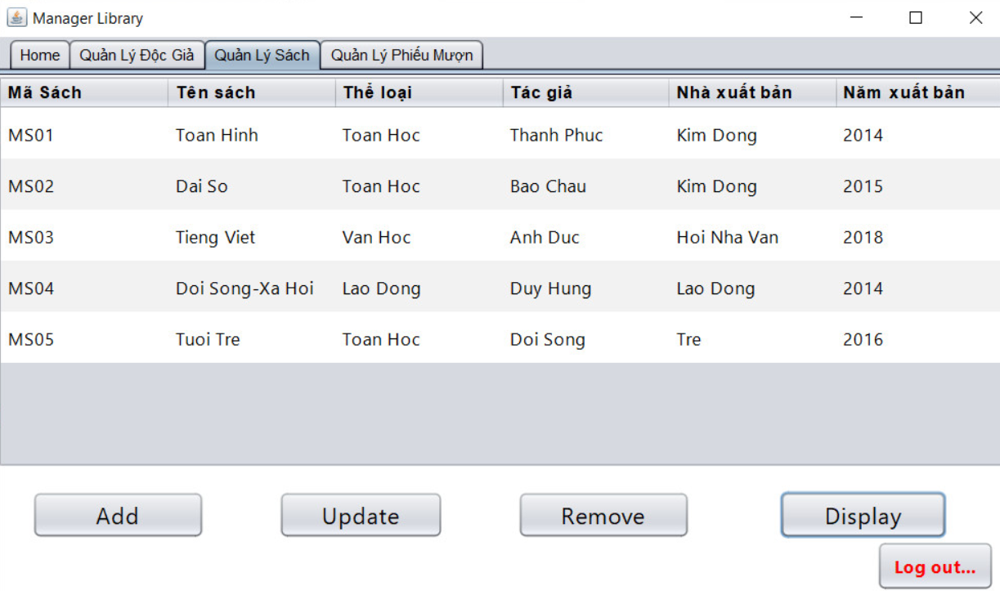 Manager Library
Home Quản Lý Độc Giả Quản Lý Sách Quản Lý Phiếu Mượn
Mã Sách Tên sách Thể loại Tác giả Nhà xuất bản Năm xuất bản
MS01 Toan Hinh Toan Hoc Thanh Phuc Kim Dong 2014
MS02 Dai So Toan Hoc Bao Chau Kim Dong 2015
MS03 Tieng Viet Van Hoc Anh Duc Hoi Nha Van 2018
MS04 Doi Song-Xa Hoi Lao Dong Duy Hung Lao Dong 2014
MS05 Tuoi Tre Toan Hoc Doi Song Tre 2016
Add Update Remove Display
Log out...